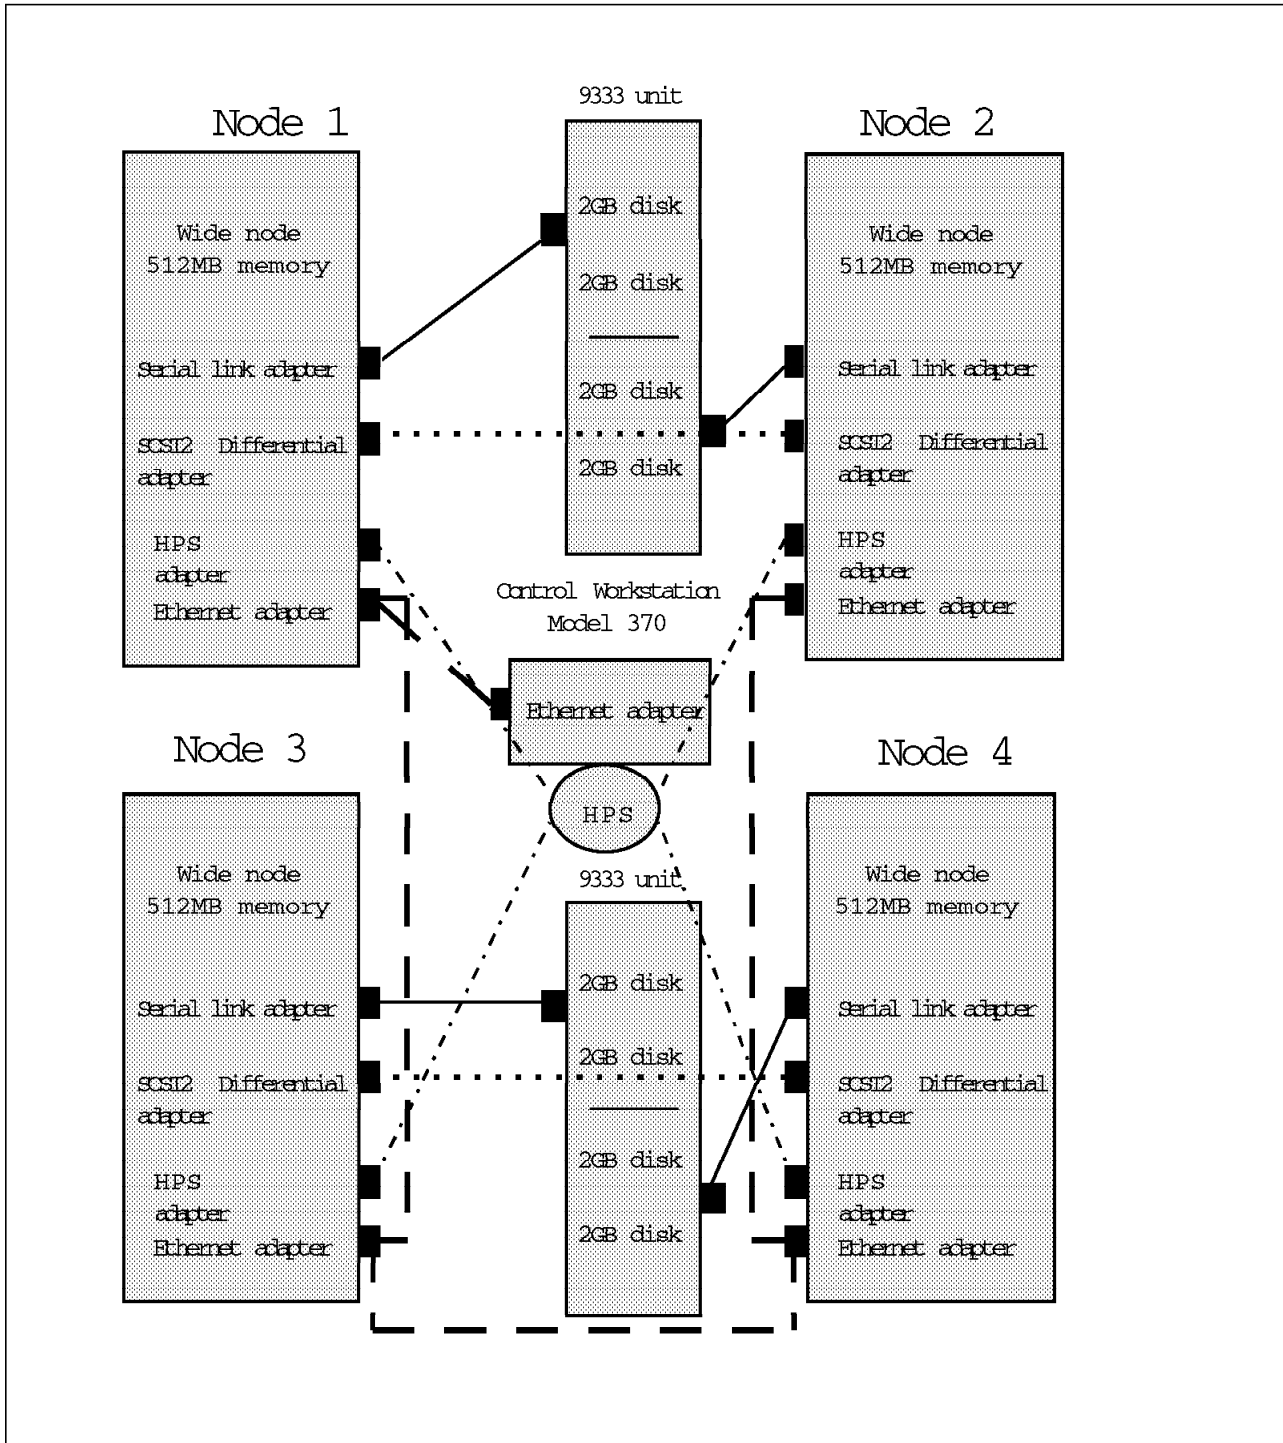 9333 unit
Node 1
Node 2
2GB disk
2GB disk
2GB disk
2GB disk
Wide node
512MB memory
Serial link adapter
SCSI2 Differential
adapter
HPS
adapter
Ethernet adapter
Wide node
512MB memory
Serial link adapter
SCSI2 Differential
adapter
HPS
adapter
Ethernet adapter
Control Workstation
Model 370
Ethernet adapter
HPS
Node 3
Node 4
9333 unit
Wide node
512MB memory
Serial link adapter
SCSI2 Differential
adapter
HPS
adapter
Ethernet adapter
2GB disk
2GB disk
2GB disk
2GB disk
Wide node
512MB memory
Serial link adapter
SCSI2 Differential
adapter
HPS
adapter
Ethernet adapter